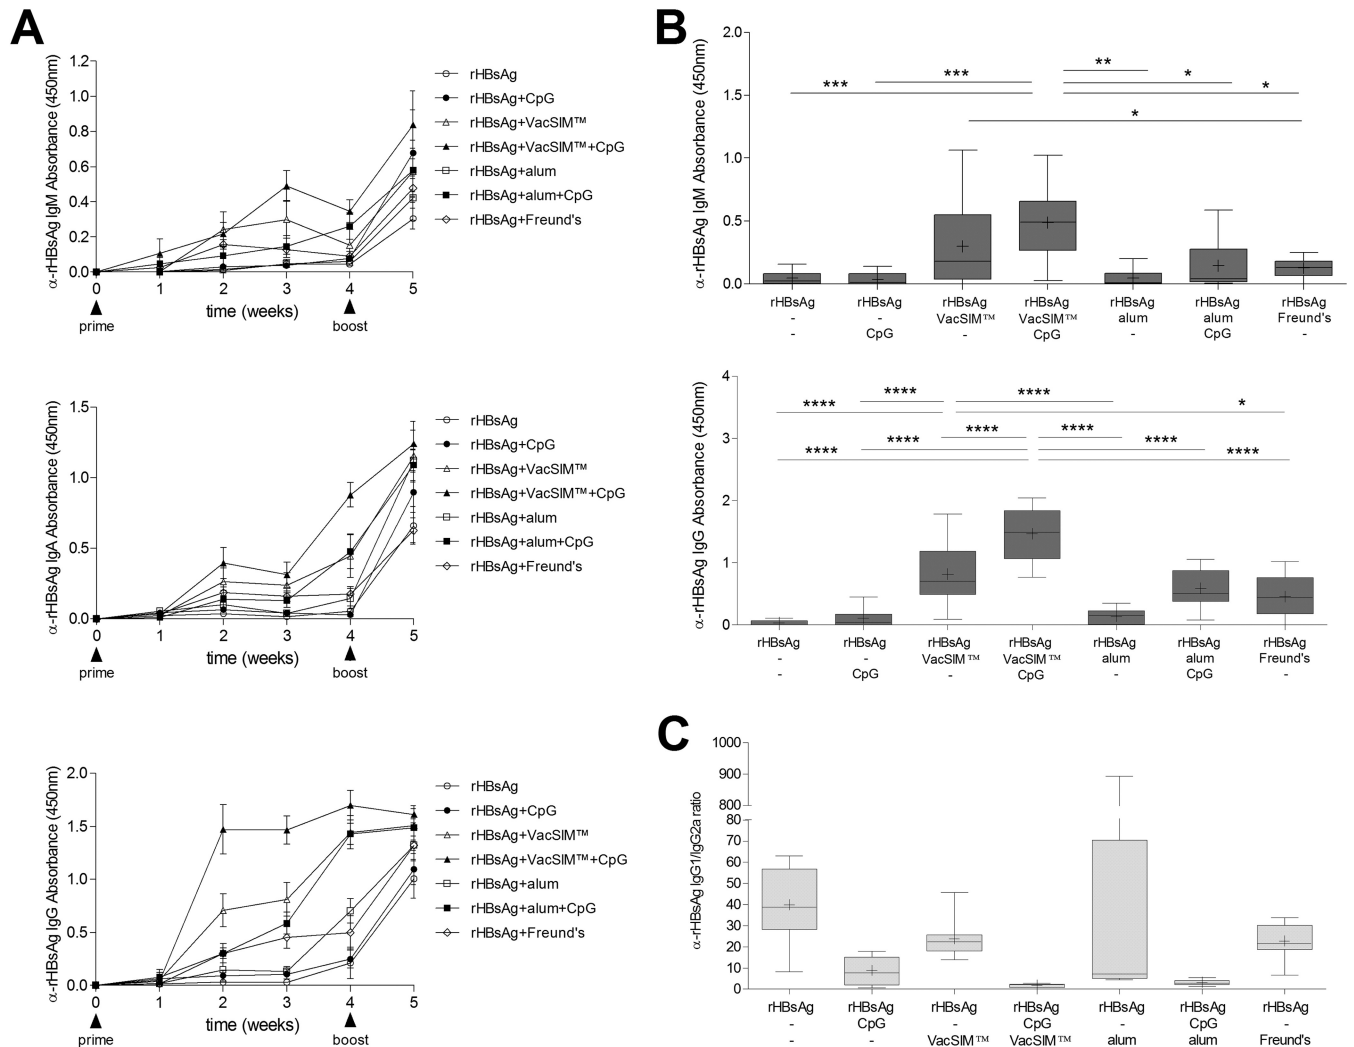 A
α-rHBsAg IgM Absorbance (450nm)
1.2
1.0
0.8
0.6
0.4
0.2
0.0
0 1 2 3 4 5
time (weeks)
prime
boost
rHBsAg
rHBsAg+CpG
rHBsAg+VacSIM™
rHBsAg+VacSIM™+CpG
rHBsAg+alum
rHBsAg+alum+CpG
rHBsAg+Freund's
α-rHBsAg IgA Absorbance (450nm)
1.5
1.0
0.5
0.0
0 1 2 3 4 5
time (weeks)
prime
boost
rHBsAg
rHBsAg+CpG
rHBsAg+VacSIM™
rHBsAg+VacSIM™+CpG
rHBsAg+alum
rHBsAg+alum+CpG
rHBsAg+Freund's
α-rHBsAg IgG Absorbance (450nm)
2.0
1.5
1.0
0.5
0.0
0 1 2 3 4 5
time (weeks)
prime
boost
rHBsAg
rHBsAg+CpG
rHBsAg+VacSIM™
rHBsAg+VacSIM™+CpG
rHBsAg+alum
rHBsAg+alum+CpG
rHBsAg+Freund's
B
α-rHBsAg IgM Absorbance (450nm)
2.0
1.5
1.0
0.5
0.0
**
*** *** * *
*
rHBsAg rHBsAg rHBsAg rHBsAg rHBsAg rHBsAg rHBsAg
- - VacSIM™ VacSIM™ alum alum Freund's
- CpG - CpG - CpG -
α-rHBsAg IgG Absorbance (450nm)
4
3
2
1
0
**** **** **** *
**** **** **** **** **** ****
rHBsAg rHBsAg rHBsAg rHBsAg rHBsAg rHBsAg rHBsAg
- - VacSIM™ VacSIM™ alum alum Freund's
- CpG - CpG - CpG -
C
α-rHBsAg IgG1/IgG2a ratio
1000
900
800
80
70
60
50
40
30
20
10
0
rHBsAg rHBsAg rHBsAg rHBsAg rHBsAg rHBsAg rHBsAg
- CpG - CpG - CpG -
- - VacSIM™ VacSIM™ alum alum Freund's